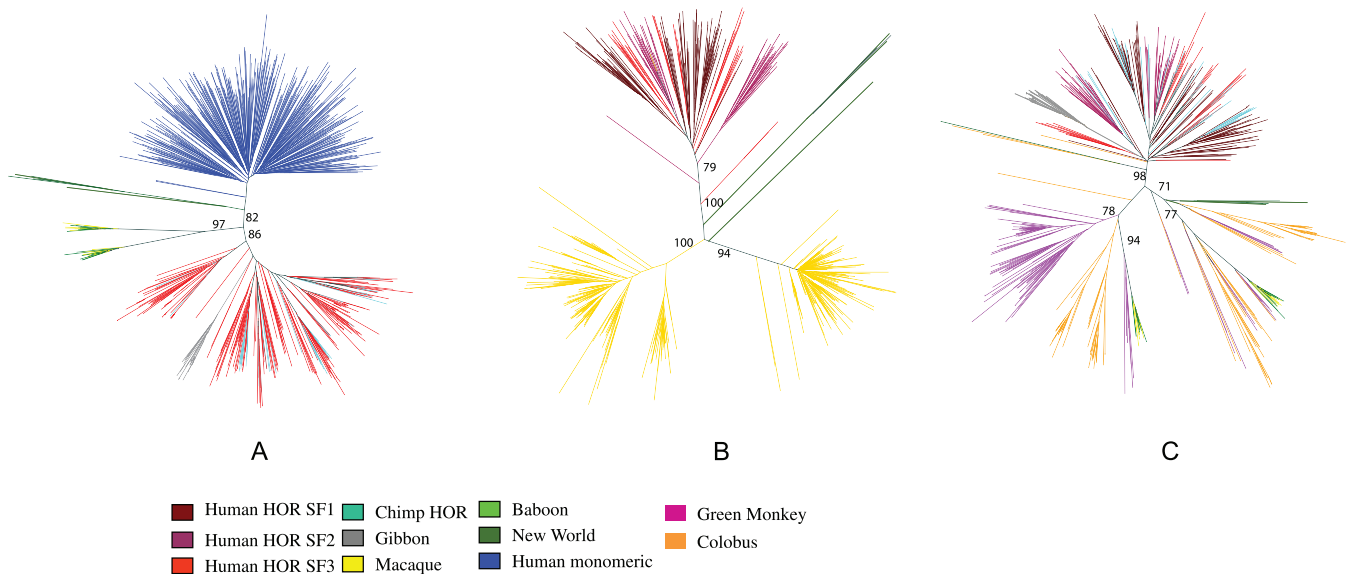 82
97
86
A
79
100
100
94
B
98
71
78
77
94
C
Human HOR SF1
Human HOR SF2
Human HOR SF3
Chimp HOR
Gibbon
Macaque
Baboon
New World
Human monomeric
Green Monkey
Colobus